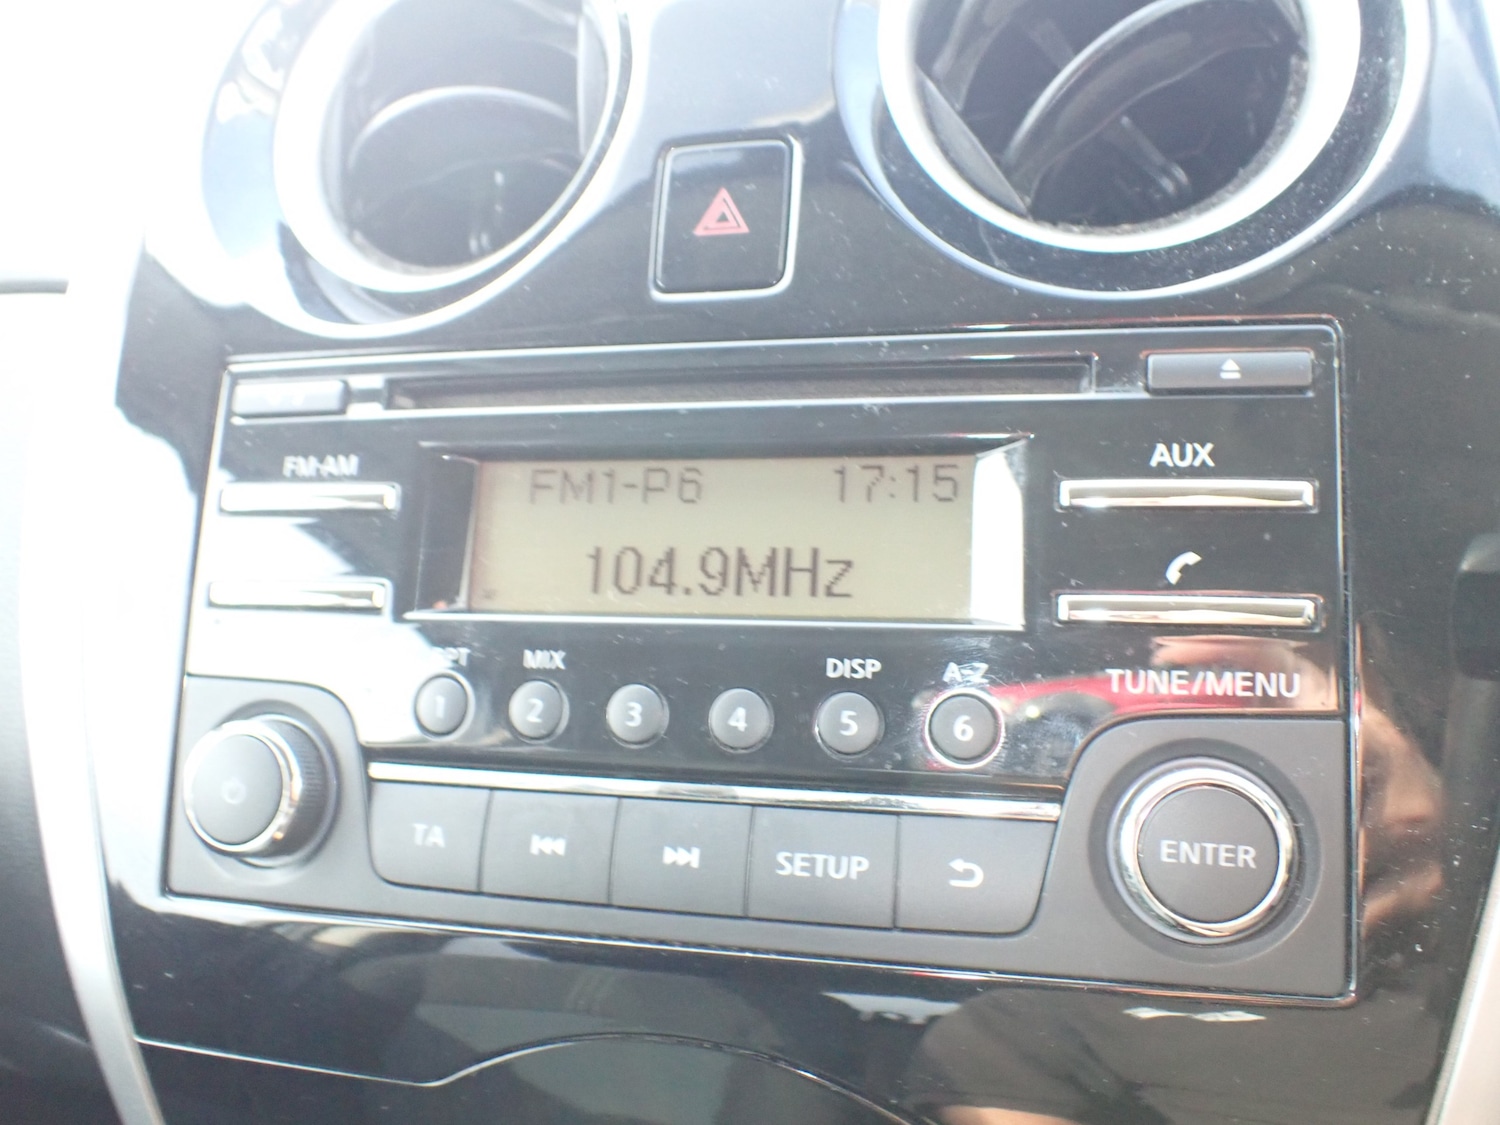 FM·AM
AUX
FM1-P6 17:15
104.9MHz
MIX
DISP
A-Z
TUNE/MENU
1
2
3
4
5
6
TA
SETUP
ENTER